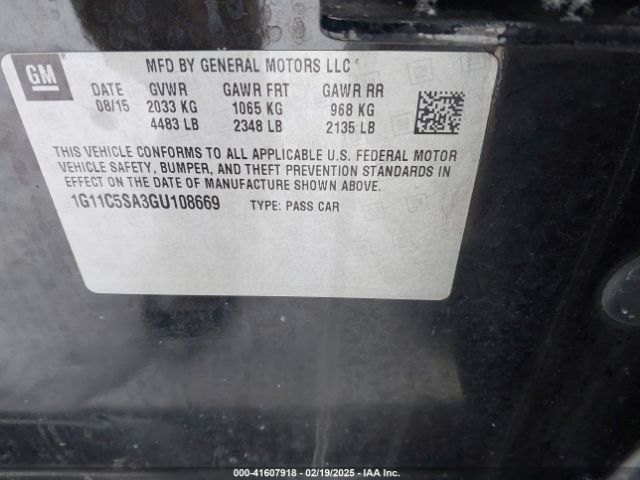 GM
MFD BY GENERAL MOTORS LLC
DATE GVWR GAWR FRT GAWR RR
08/15 2033 KG 1065 KG 968 KG
4483 LB 2348 LB 2135 LB
THIS VEHICLE CONFORMS TO ALL APPLICABLE U.S. FEDERAL MOTOR
VEHICLE SAFETY, BUMPER, AND THEFT PREVENTION STANDARDS IN
EFFECT ON THE DATE OF MANUFACTURE SHOWN ABOVE.
1G11C5SA3GU108669 TYPE: PASS CAR
000-41607918 - 02/19/2025 - IAA Inc.